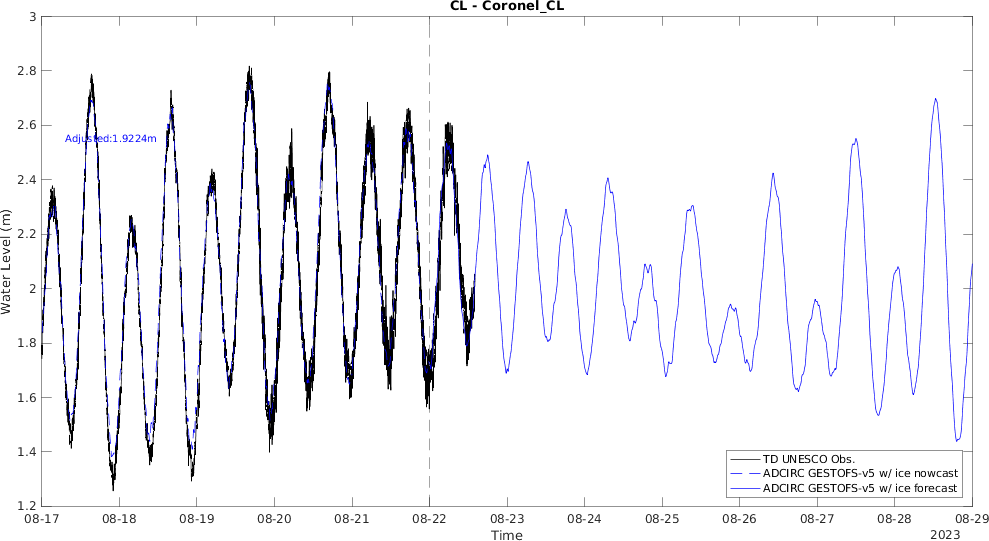 CL - Coronel_CL
3
2.8
2.6
2.4
2.2
2
1.8
1.6
1.4
1.2
Water Level (m)
Adjusted:1.9224m
TD UNESCO Obs.
ADCIRC GESTOFS-v5 w/ ice nowcast
ADCIRC GESTOFS-v5 w/ ice forecast
08-17 08-18 08-19 08-20 08-21 08-22 08-23 08-24 08-25 08-26 08-27 08-28 08-29
Time
2023